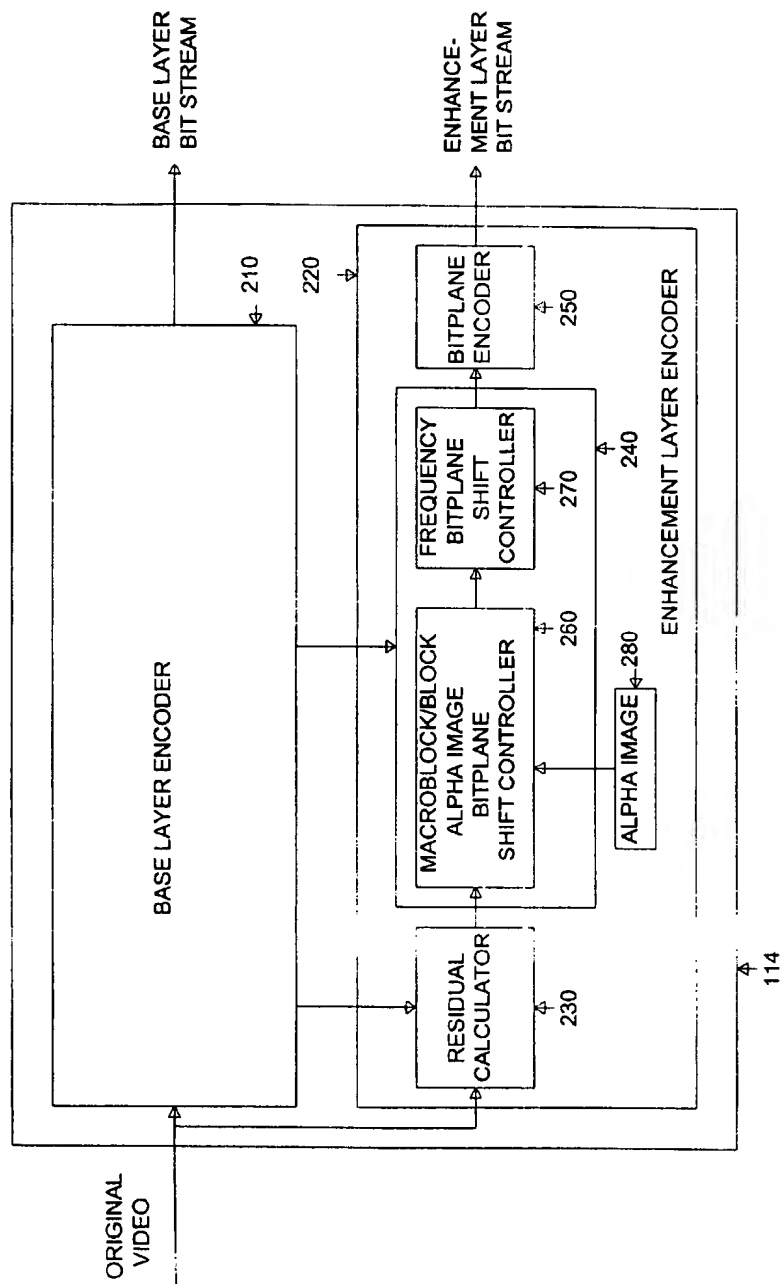 ORIGINAL
VIDEO
BASE LAYER ENCODER
210
BASE LAYER
BIT STREAM
220
RESIDUAL
CALCULATOR
230
MACROBLOCK/BLOCK
ALPHA IMAGE
BITPLANE
SHIFT CONTROLLER
260
FREQUENCY
BITPLANE
SHIFT
CONTROLLER
270
BITPLANE
ENCODER
250
ENHANCE-
MENT LAYER
BIT STREAM
240
ALPHA IMAGE
280
ENHANCEMENT LAYER ENCODER
114